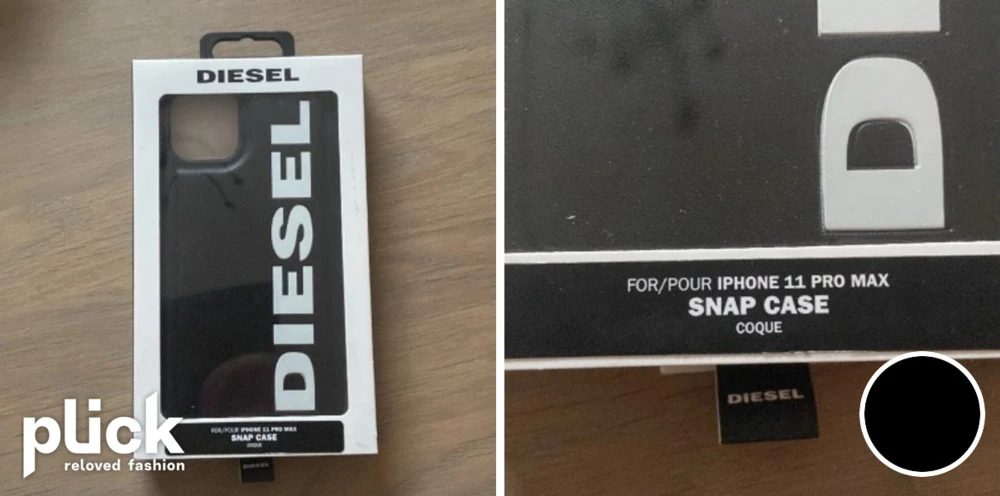 DIESEL
DIESEL
FOR/POUR IPHONE 11 PRO MAX
SNAP CASE
COQUE
DIESEL
plick
reloved fashion
D
FOR/POUR IPHONE 11 PRO MAX
SNAP CASE
COQUE
DIESEL